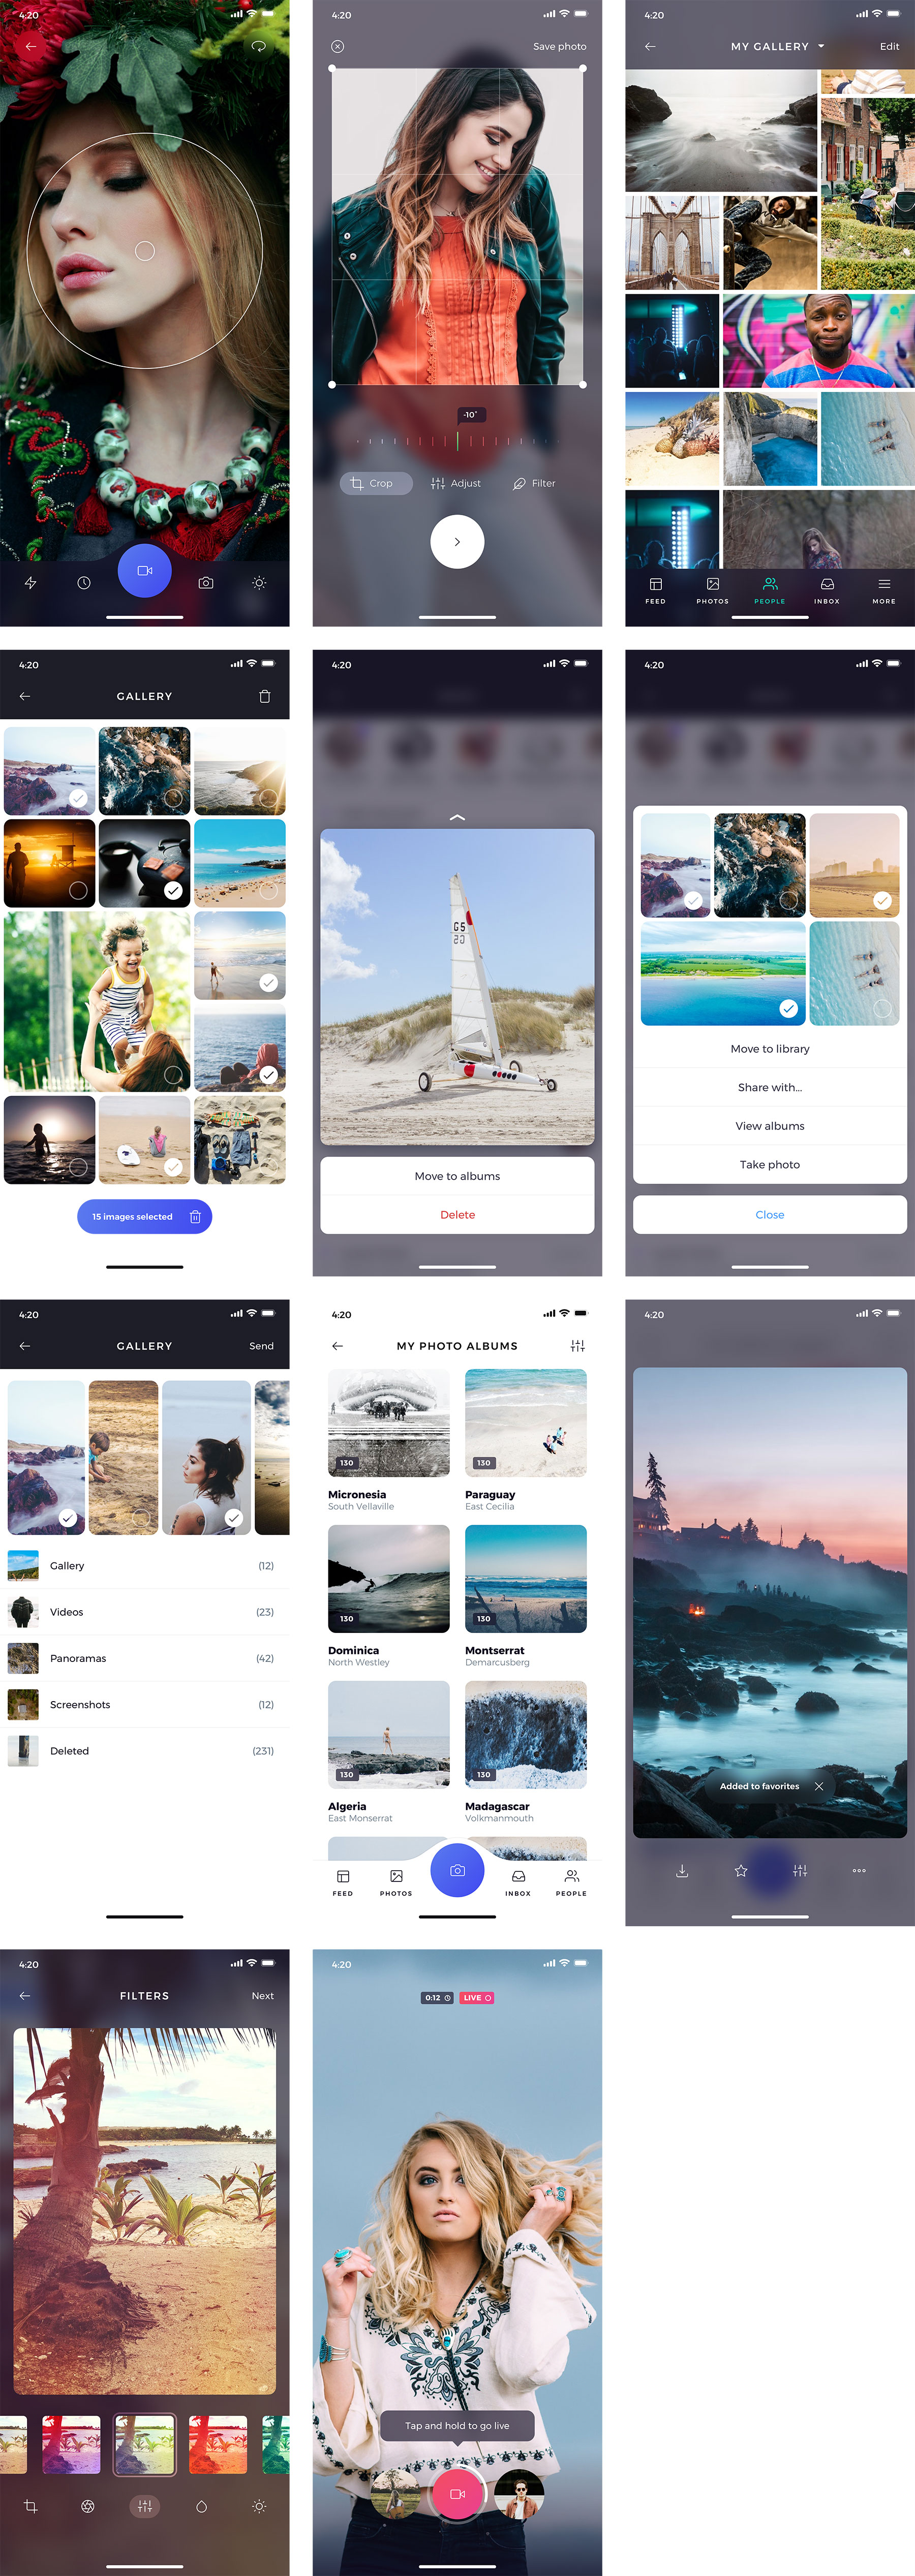 4:20
4:20
Save photo
-10°
Crop
Adjust
Filter
4:20
MY GALLERY
Edit
FEED
PHOTOS
PEOPLE
INBOX
MORE
4:20
GALLERY
15 images selected
4:20
G5
Move to albums
Delete
4:20
Move to library
Share with...
View albums
Take photo
Close
4:20
GALLERY
Send
Gallery
(12)
Videos
(23)
Panoramas
(42)
Screenshots
(12)
Deleted
(231)
4:20
MY PHOTO ALBUMS
130
130
Micronesia
Paraguay
South Vellaville
East Cecilia
130
130
Dominica
Montserrat
North Westley
Demarcusberg
130
130
Algeria
Madagascar
East Monserrat
Volkmanmouth
FEED
PHOTOS
INBOX
PEOPLE
4:20
Added to favorites
4:20
FILTERS
Next
4:20
0:12
LIVE
Tap and hold to go live